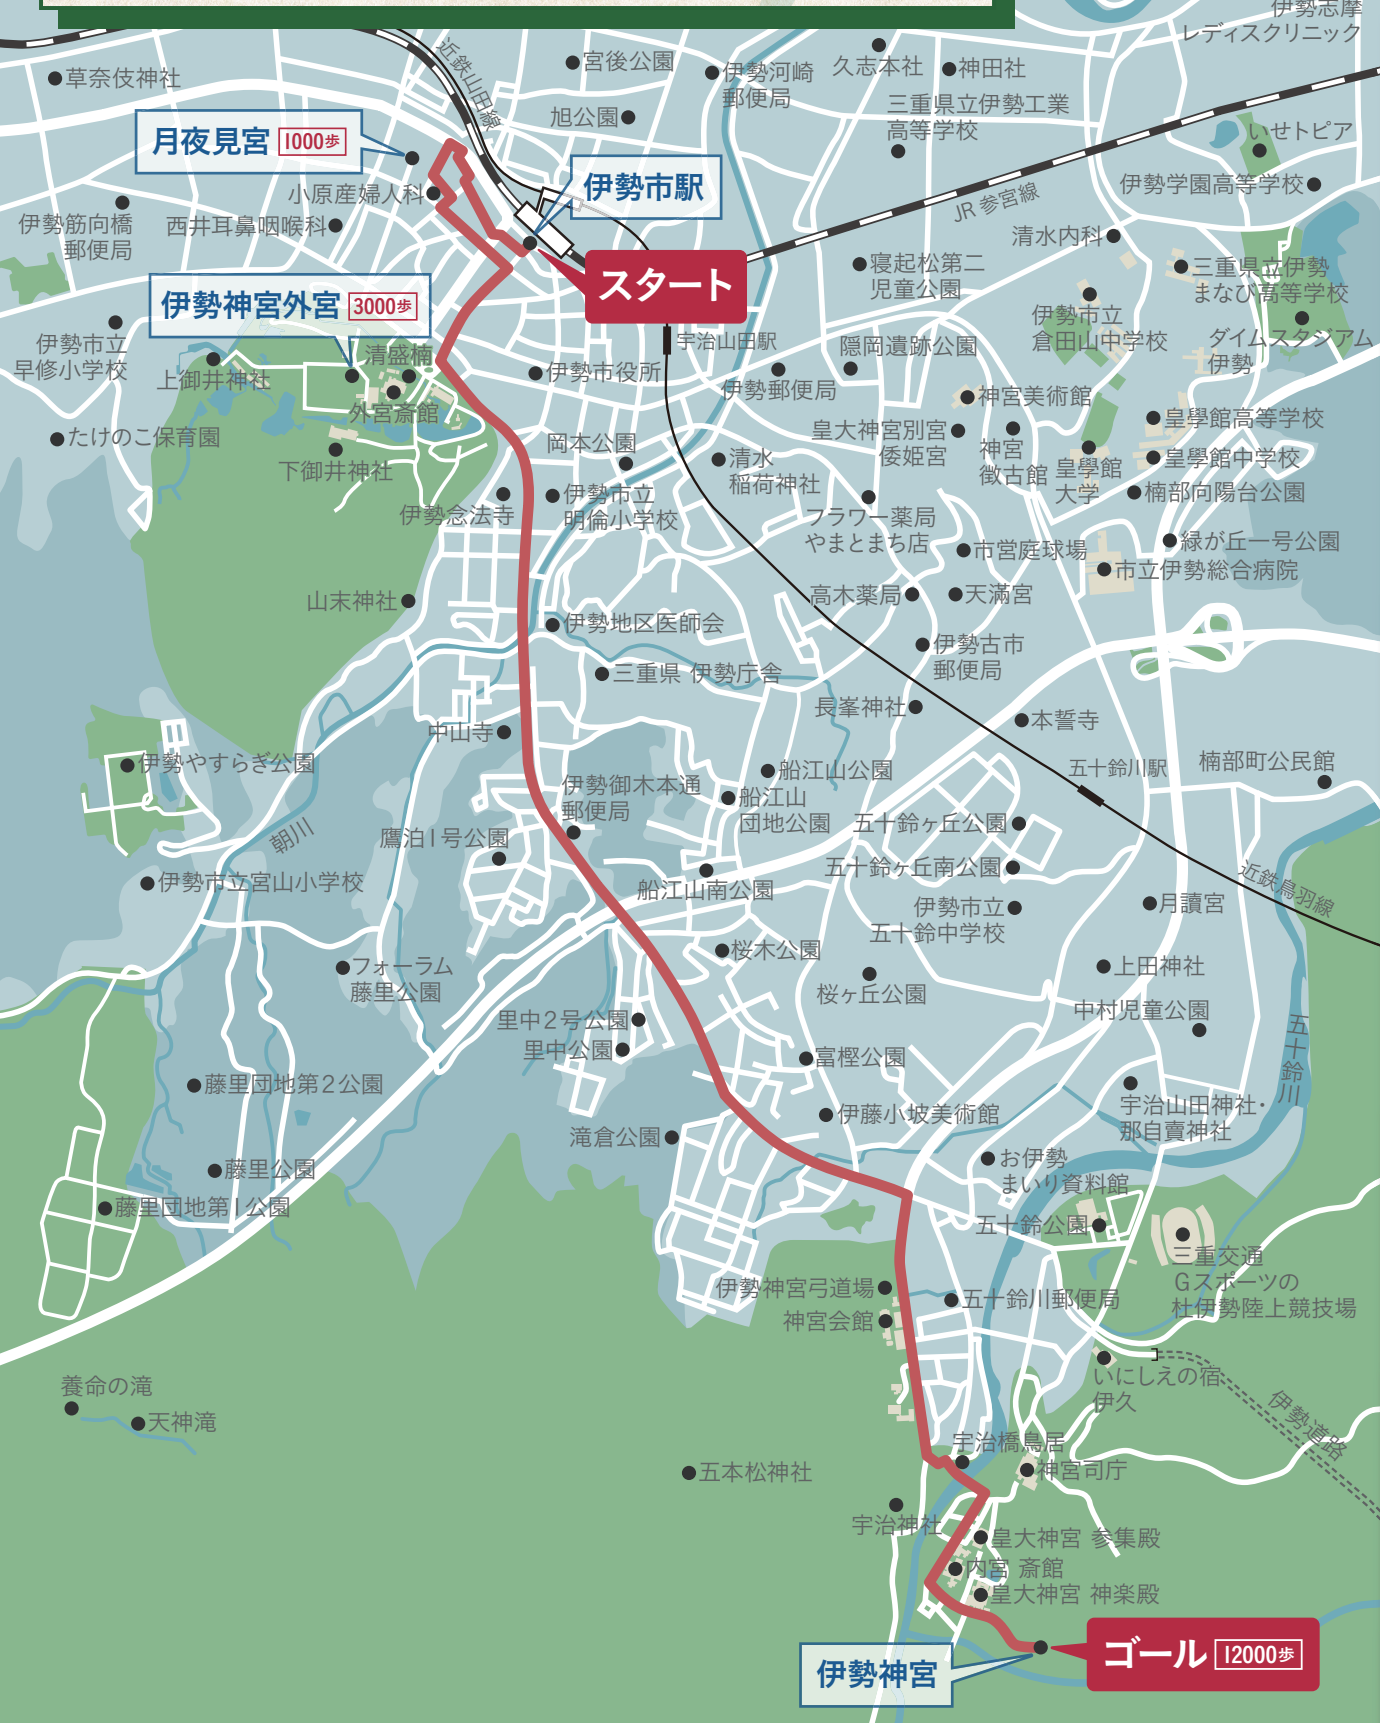 伊勢志摩
レディスクリニック
草奈伎神社
近鉄山田線
宮後公園
伊勢河崎
郵便局
久志本社
神田社
旭公園
三重県立伊勢工業
高等学校
いせトピア
月夜見宮 1000歩
小原産婦人科
伊勢市駅
伊勢学園高等学校
JR 参宮線
伊勢筋向橋
郵便局
西井耳鼻咽喉科
清水内科
スタート
寝起松第二
児童公園
三重県立伊勢
まなび高等学校
伊勢神宮外宮 3000歩
伊勢市立
倉田山中学校
ダイムスタジアム
伊勢
伊勢市立
早修小学校
宇治山田駅
隠岡遺跡公園
清盛楠
上御井神社
伊勢市役所
伊勢郵便局
外宮斎館
神宮美術館
皇學館高等学校
たけのこ保育園
岡本公園
皇大神宮別宮
倭姫宮
神宮
徴古館
皇學館
大学
皇學館中学校
下御井神社
清水
稲荷神社
楠部向陽台公園
伊勢念法寺
伊勢市立
明倫小学校
フラワー薬局
やまとまち店
市営庭球場
緑が丘一号公園
市立伊勢総合病院
山末神社
高木薬局
天満宮
伊勢地区医師会
伊勢古市
郵便局
三重県 伊勢庁舎
長峯神社
本誓寺
中山寺
伊勢やすらぎ公園
船江山公園
五十鈴川駅
楠部町公民館
伊勢御木本通
郵便局
船江山
団地公園
五十鈴ヶ丘公園
朝川
鷹泊1号公園
五十鈴ヶ丘南公園
近鉄鳥羽線
伊勢市立宮山小学校
船江山南公園
伊勢市立
五十鈴中学校
月讀宮
桜木公園
フォーラム
藤里公園
上田神社
桜ヶ丘公園
中村児童公園
里中2号公園
里中公園
五十鈴川
富樫公園
藤里団地第2公園
伊藤小坡美術館
宇治山田神社・
那自賣神社
滝倉公園
藤里公園
お伊勢
まいり資料館
藤里団地第1公園
五十鈴公園
三重交通
Gスポーツの
杜伊勢陸上競技場
伊勢神宮弓道場
五十鈴川郵便局
神宮会館
いにしえの宿
伊久
養命の滝
天神滝
伊勢道路
宇治橋鳥居
五本松神社
神宮司庁
宇治神社
皇大神宮 参集殿
内宮 斎館
皇大神宮 神楽殿
ゴール 12000歩
伊勢神宮